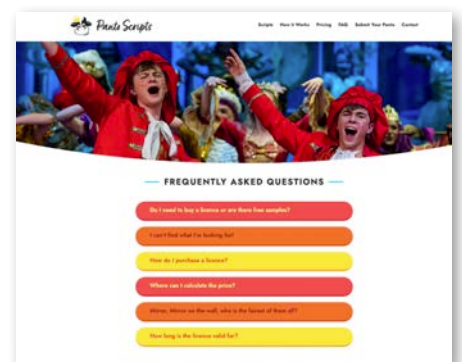 Panto Scripts
Scripts How it Works Pricing FAQ Submit Your Panto Contact
FREQUENTLY ASKED QUESTIONS
Do I need to buy a licence or are there free samples?
I can't find what I'm looking for!
How do I purchase a licence?
Where can I calculate the price?
Mirror, Mirror on the wall, who is the fairest of them all?
How long is the licence valid for?